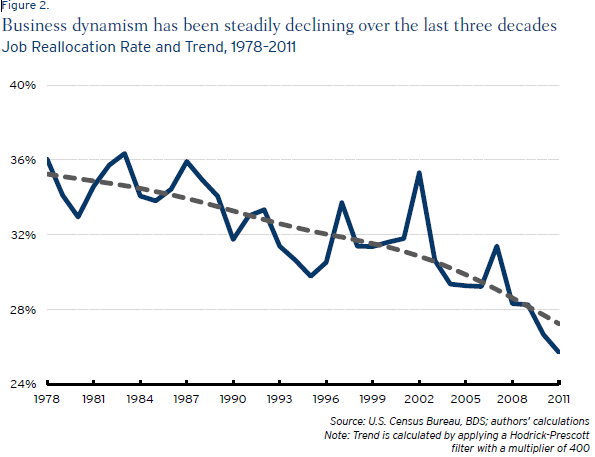 Figure 2.
Business dynamism has been steadily declining over the last three decades
Job Reallocation Rate and Trend, 1978-2011
40%
36%
32%
28%
24%
1978 1981 1984 1987 1990 1993 1996 1999 2002 2005 2008 2011
Source: U.S. Census Bureau, BDS; authors' calculations
Note: Trend is calculated by applying a Hodrick-Prescott
filter with a multiplier of 400